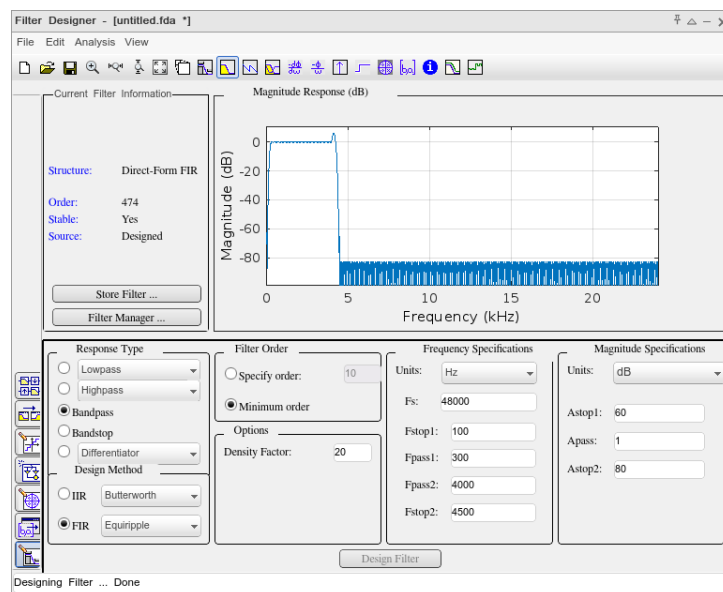 Filter Designer - [untitled.fda *]
File Edit Analysis View
Current Filter Information
Structure: Direct-Form FIR
Order: 474
Stable: Yes
Source: Designed
Store Filter ...
Filter Manager ...
Magnitude Response (dB)
Magnitude (dB)
0
-20
-40
-60
-80
0 5 10 15 20
Frequency (kHz)
Response Type
Lowpass
Highpass
Bandpass
Bandstop
Differentiator
Design Method
IIR Butterworth
FIR Equiripple
Filter Order
Specify order: 10
Minimum order
Options
Density Factor: 20
Frequency Specifications
Units: Hz
Fs: 48000
Fstop1: 100
Fpass1: 300
Fpass2: 4000
Fstop2: 4500
Magnitude Specifications
Units: dB
Astop1: 60
Apass: 1
Astop2: 80
Design Filter
Designing Filter ... Done